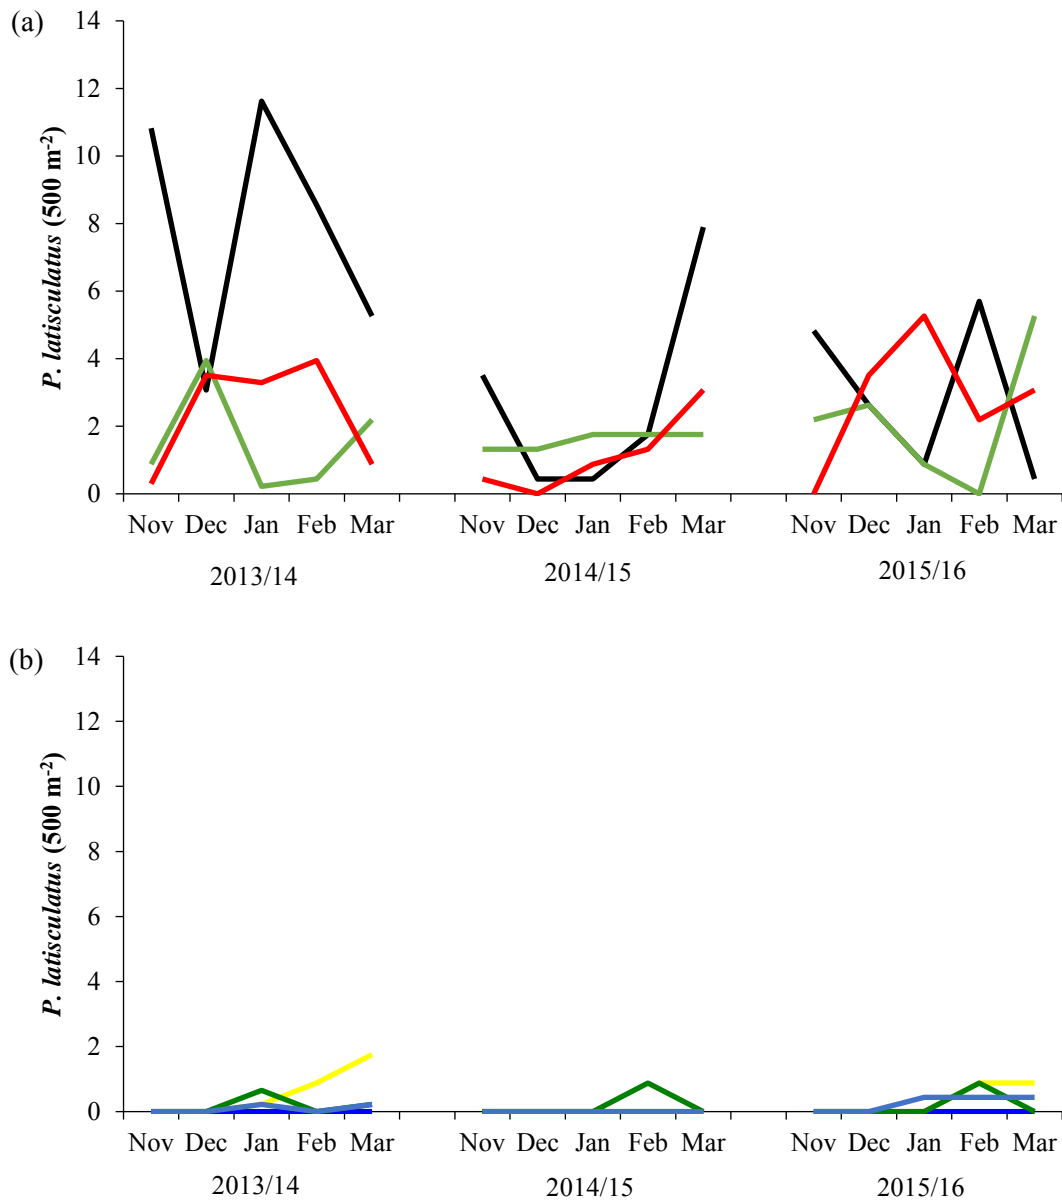 (a)
P. latisculatus (500 m-2)
14
12
10
8
6
4
2
0
Nov Dec Jan Feb Mar Nov Dec Jan Feb Mar Nov Dec Jan Feb Mar
2013/14 2014/15 2015/16
(b)
P. latisculatus (500 m-2)
14
12
10
8
6
4
2
0
Nov Dec Jan Feb Mar Nov Dec Jan Feb Mar Nov Dec Jan Feb Mar
2013/14 2014/15 2015/16